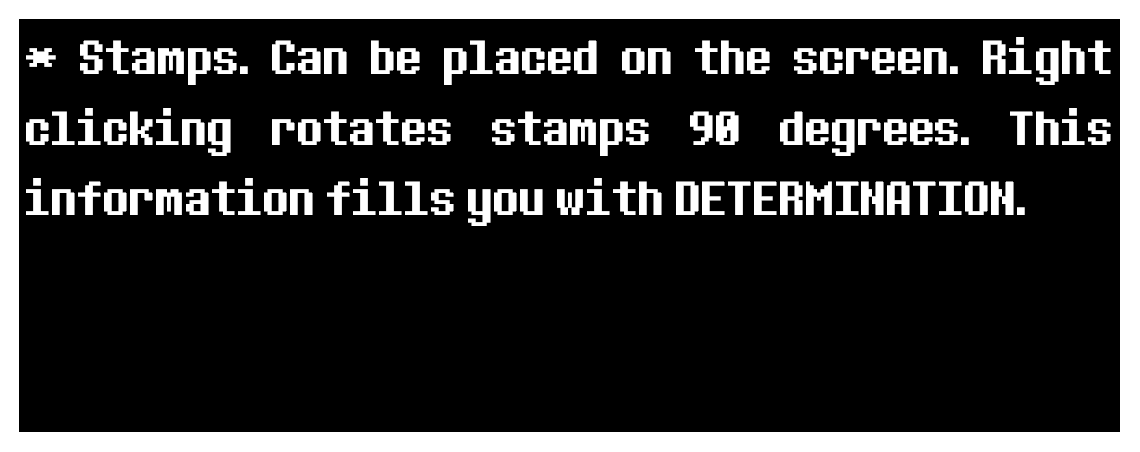 * Stamps. Can be placed on the screen. Right
clicking rotates stamps 90 degrees. This
information fills you with DETERMINATION.